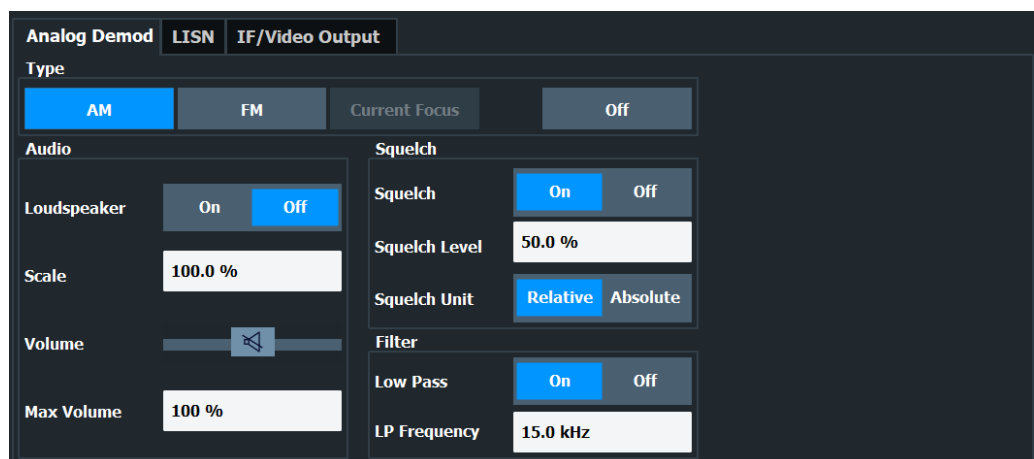 Analog Demod LISN IF/Video Output
Type
AM FM Current Focus Off
Audio
Loudspeaker On Off
Scale 100.0 %
Volume
Max Volume 100 %
Squelch
Squelch On Off
Squelch Level 50.0 %
Squelch Unit Relative Absolute
Filter
Low Pass On Off
LP Frequency 15.0 kHz